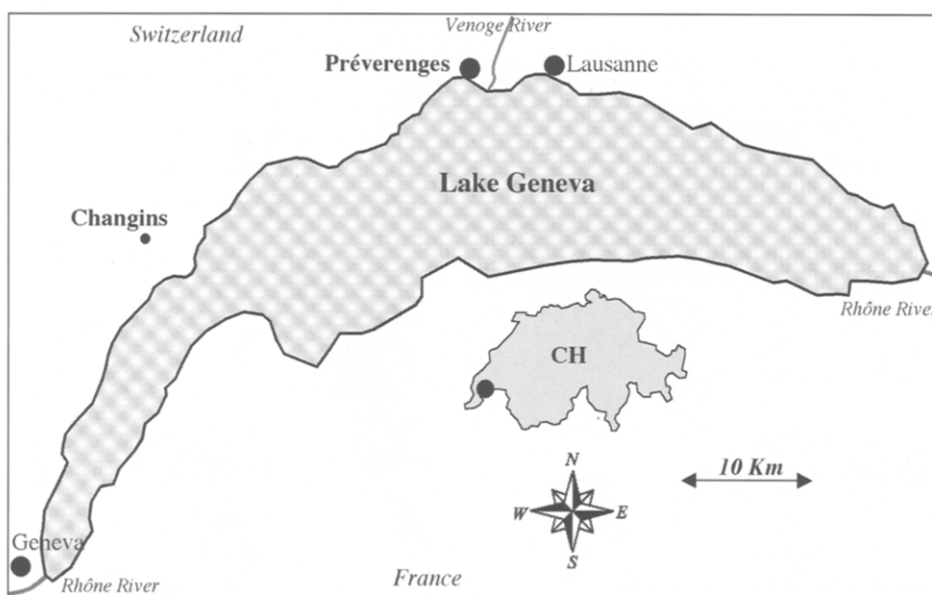 Switzerland
Venoge River
Préverenges
Lausanne
Lake Geneva
Changins
Rhône River
CH
10 Km
N
W
E
S
Geneva
Rhône River
France